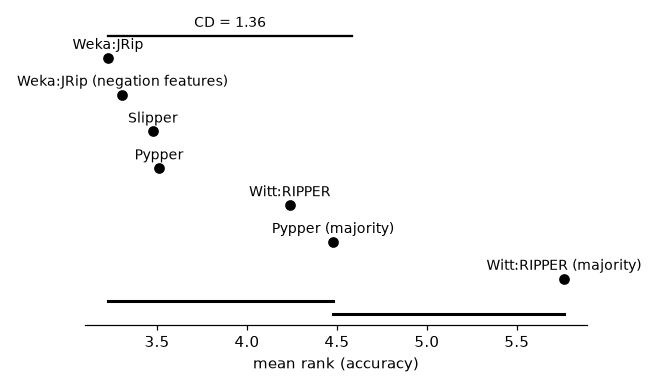 CD = 1.36
Weka:JRip
Weka:JRip (negation features)
Slipper
Pypper
Witt:RIPPER
Pypper (majority)
Witt:RIPPER (majority)
3.5 4.0 4.5 5.0 5.5
mean rank (accuracy)